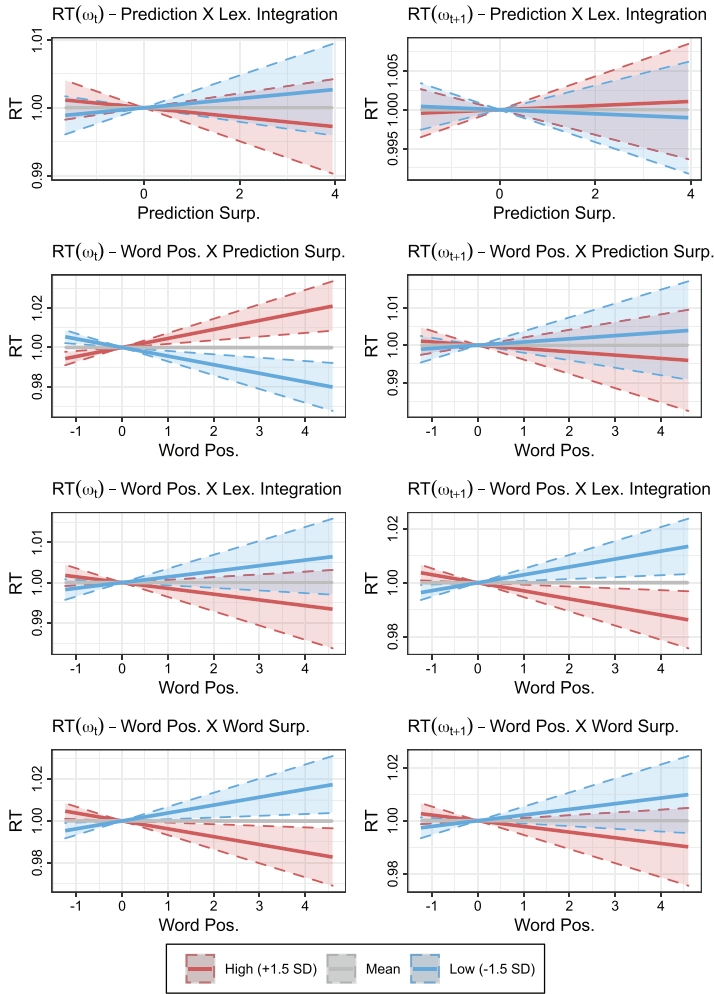 RT(ωt) – Prediction X Lex. Integration
RT(ωt+1) – Prediction X Lex. Integration
1.01
1.00
0.99
RT
0
2
4
Prediction Surp.
1.005
1.000
0.995
RT
0
2
4
Prediction Surp.
RT(ωt) – Word Pos. X Prediction Surp.
RT(ωt+1) – Word Pos. X Prediction Surp.
1.02
1.00
0.98
RT
-1 0 1 2 3 4
Word Pos.
1.01
1.00
0.99
RT
-1 0 1 2 3 4
Word Pos.
RT(ωt) – Word Pos. X Lex. Integration
RT(ωt+1) – Word Pos. X Lex. Integration
1.01
1.00
0.99
RT
-1 0 1 2 3 4
Word Pos.
1.02
1.00
0.98
RT
-1 0 1 2 3 4
Word Pos.
RT(ωt) – Word Pos. X Word Surp.
RT(ωt+1) – Word Pos. X Word Surp.
1.02
1.00
0.98
RT
-1 0 1 2 3 4
Word Pos.
1.02
1.00
0.98
RT
-1 0 1 2 3 4
Word Pos.
High (+1.5 SD) Mean Low (-1.5 SD)